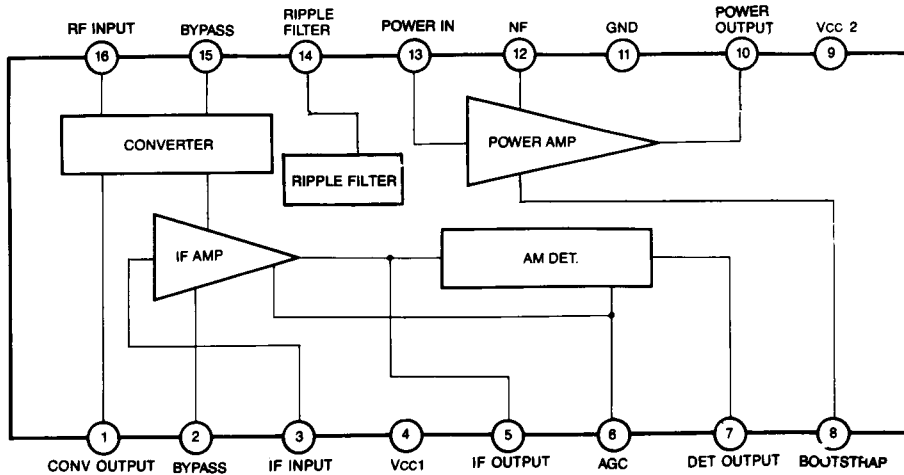 RF INPUT
BYPASS
RIPPLE
FILTER
POWER IN
NF
GND
POWER
OUTPUT
VCC 2
16
15
14
13
12
11
10
9
CONVERTER
RIPPLE FILTER
POWER AMP
IF AMP
AM DET.
1
2
3
4
5
6
7
8
CONV OUTPUT
BYPASS
IF INPUT
VCC1
IF OUTPUT
AGC
DET OUTPUT
BOUTSTHAP